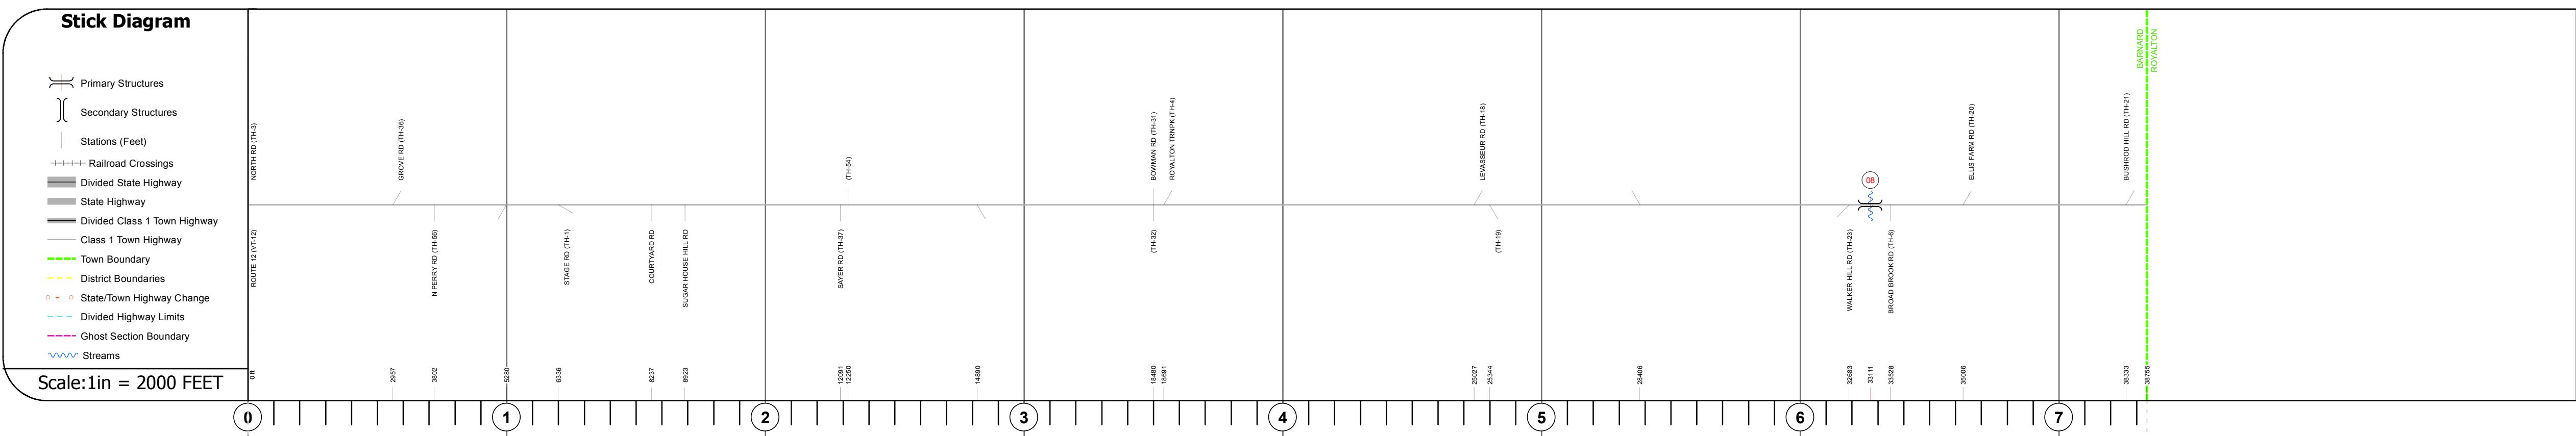 Stick Diagram
Primary Structures
Secondary Structures
Stations (Feet)
Railroad Crossings
Divided State Highway
State Highway
Divided Class 1 Town Highway
Class 1 Town Highway
Town Boundary
District Boundaries
State/Town Highway Change
Divided Highway Limits
Ghost Section Boundary
Streams
Scale:1in = 2000 FEET
BARNARD
ROYALTON
NORTH RD (TH-3)
GROVE RD (TH-36)
(TH-54)
BOWMAN RD (TH-31)
ROYALTON TRNPK (TH-4)
LEVASSEUR RD (TH-18)
08
ELLIS FARM RD (TH-20)
BUSHROD HILL RD (TH-21)
ROUTE 12 (VT-12)
N PERRY RD (TH-56)
STAGE RD (TH-1)
COURTYARD RD
SUGAR HOUSE HILL RD
SAYER RD (TH-37)
(TH-32)
(TH-19)
WALKER HILL RD (TH-23)
BROAD BROOK RD (TH-6)
0 ft
2957
3802
5280
6336
8237
8923
12091
12250
14890
18480
18691
25027
25344
28406
32683
33111
33528
35006
38333
38755
0
1
2
3
4
5
6
7